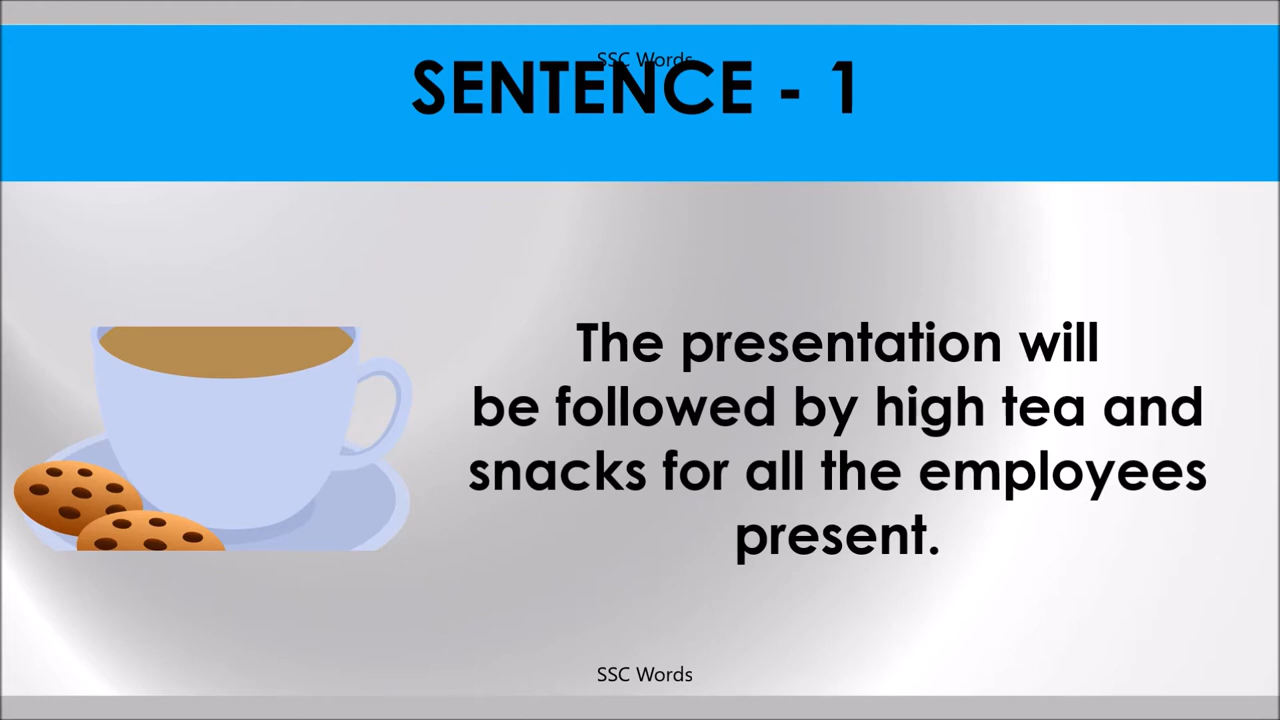 SSC Words
SENTENCE - 1
The presentation will
be followed by high tea and
snacks for all the employees
present.
SSC Words